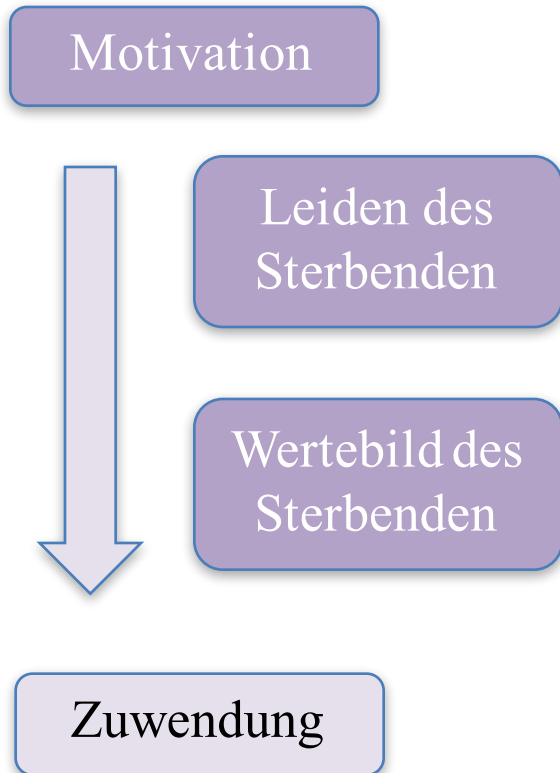 Motivation
Leiden des
Sterbenden
Wertebild des
Sterbenden
Zuwendung